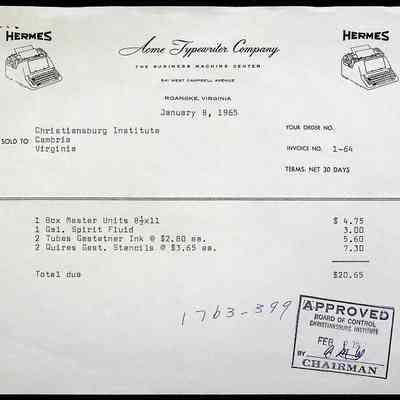 HERMES
HERMES
Acme Typewriter Company
THE BUSINESS MACHINE CENTER
541 WEST CAMPBELL AVENUE
ROANOKE, VIRGINIA
January 8, 1965
SOLD TO
Christiansburg Institute
Cambria
Virginia
YOUR ORDER NO.
INVOICE NO. 1-64
TERMS: NET 30 DAYS
1 Box Master Units 8½x11 $ 4.75
1 Gal. Spirit Fluid 3.00
2 Tubes Gestetner Ink @ $2.80 ea. 5.60
2 Quires Gest. Stencils @ $3.65 ea. 7.30
Total due $20.65
1763-399
APPROVED
BOARD OF CONTROL
CHRISTIANSBURG INSTITUTE
FEB
BY
CHAIRMAN